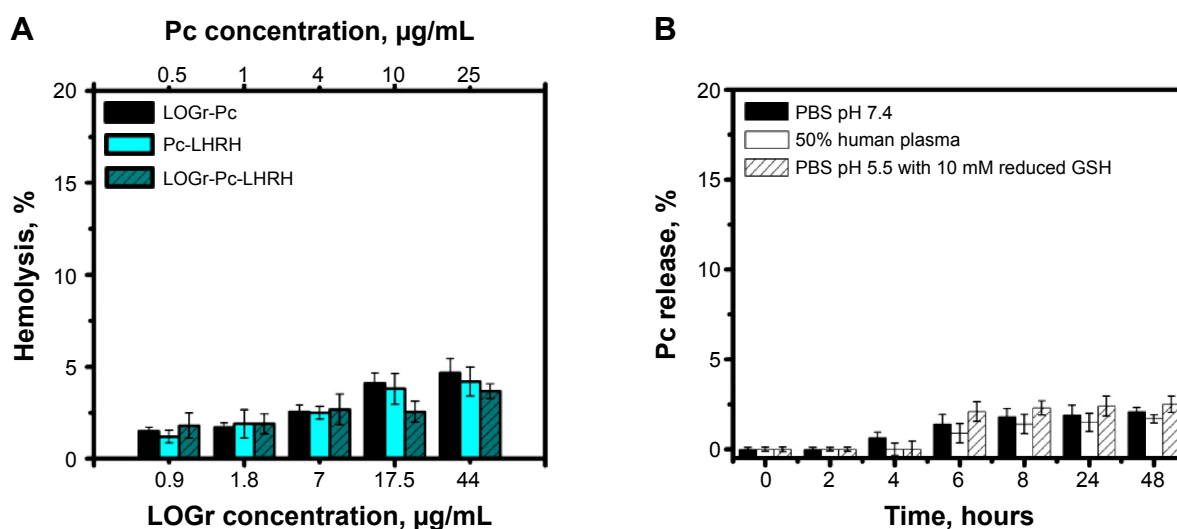 A
Pc concentration, µg/mL
0.5 1 4 10 25
20
15
10
5
0
Hemolysis, %
LOGr-Pc
Pc-LHRH
LOGr-Pc-LHRH
0.9 1.8 7 17.5 44
LOGr concentration, µg/mL
B
20
15
10
5
0
Pc release, %
PBS pH 7.4
50% human plasma
PBS pH 5.5 with 10 mM reduced GSH
0 2 4 6 8 24 48
Time, hours